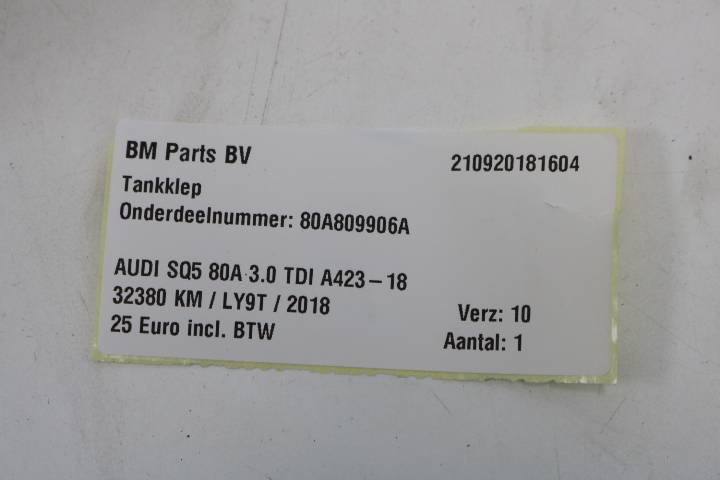 BM Parts BV 210920181604
Tankklep
Onderdeelnummer: 80A809906A
AUDI SQ5 80A 3.0 TDI A423-18
32380 KM / LY9T / 2018 Verz: 10
25 Euro incl. BTW Aantal: 1